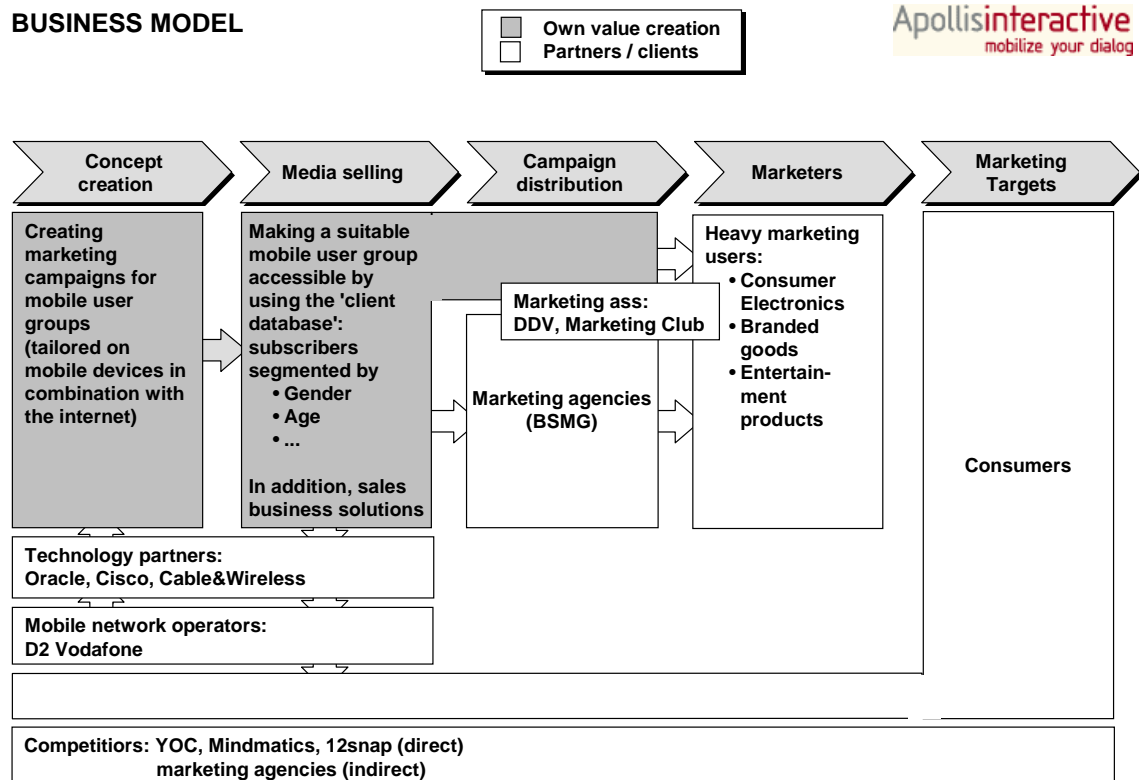 BUSINESS MODEL
Own value creation
Partners / clients
Apollisinteractive
mobilize your dialog
Concept
creation
Media selling
Campaign
distribution
Marketers
Marketing
Targets
Creating
marketing
campaigns for
mobile user
groups
(tailored on
mobile devices in
combination with
the internet)
Making a suitable
mobile user group
accessible by
using the 'client
database':
subscribers
segmented by
• Gender
• Age
• ...
In addition, sales
business solutions
Marketing ass:
DDV, Marketing Club
Marketing agencies
(BSMG)
Heavy marketing
users:
• Consumer
Electronics
• Branded
goods
• Entertain-
ment
products
Consumers
Technology partners:
Oracle, Cisco, Cable&Wireless
Mobile network operators:
D2 Vodafone
Competitiors: YOC, Mindmatics, 12snap (direct)
marketing agencies (indirect)